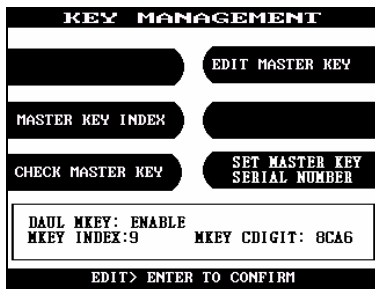 KEY MANAGEMENT
EDIT MASTER KEY
MASTER KEY INDEX
CHECK MASTER KEY
SET MASTER KEY
SERIAL NUMBER
DAUL MKEY: ENABLE
MKEY INDEX:9 MKEY CDIGIT: 8CA6
EDIT> ENTER TO CONFIRM